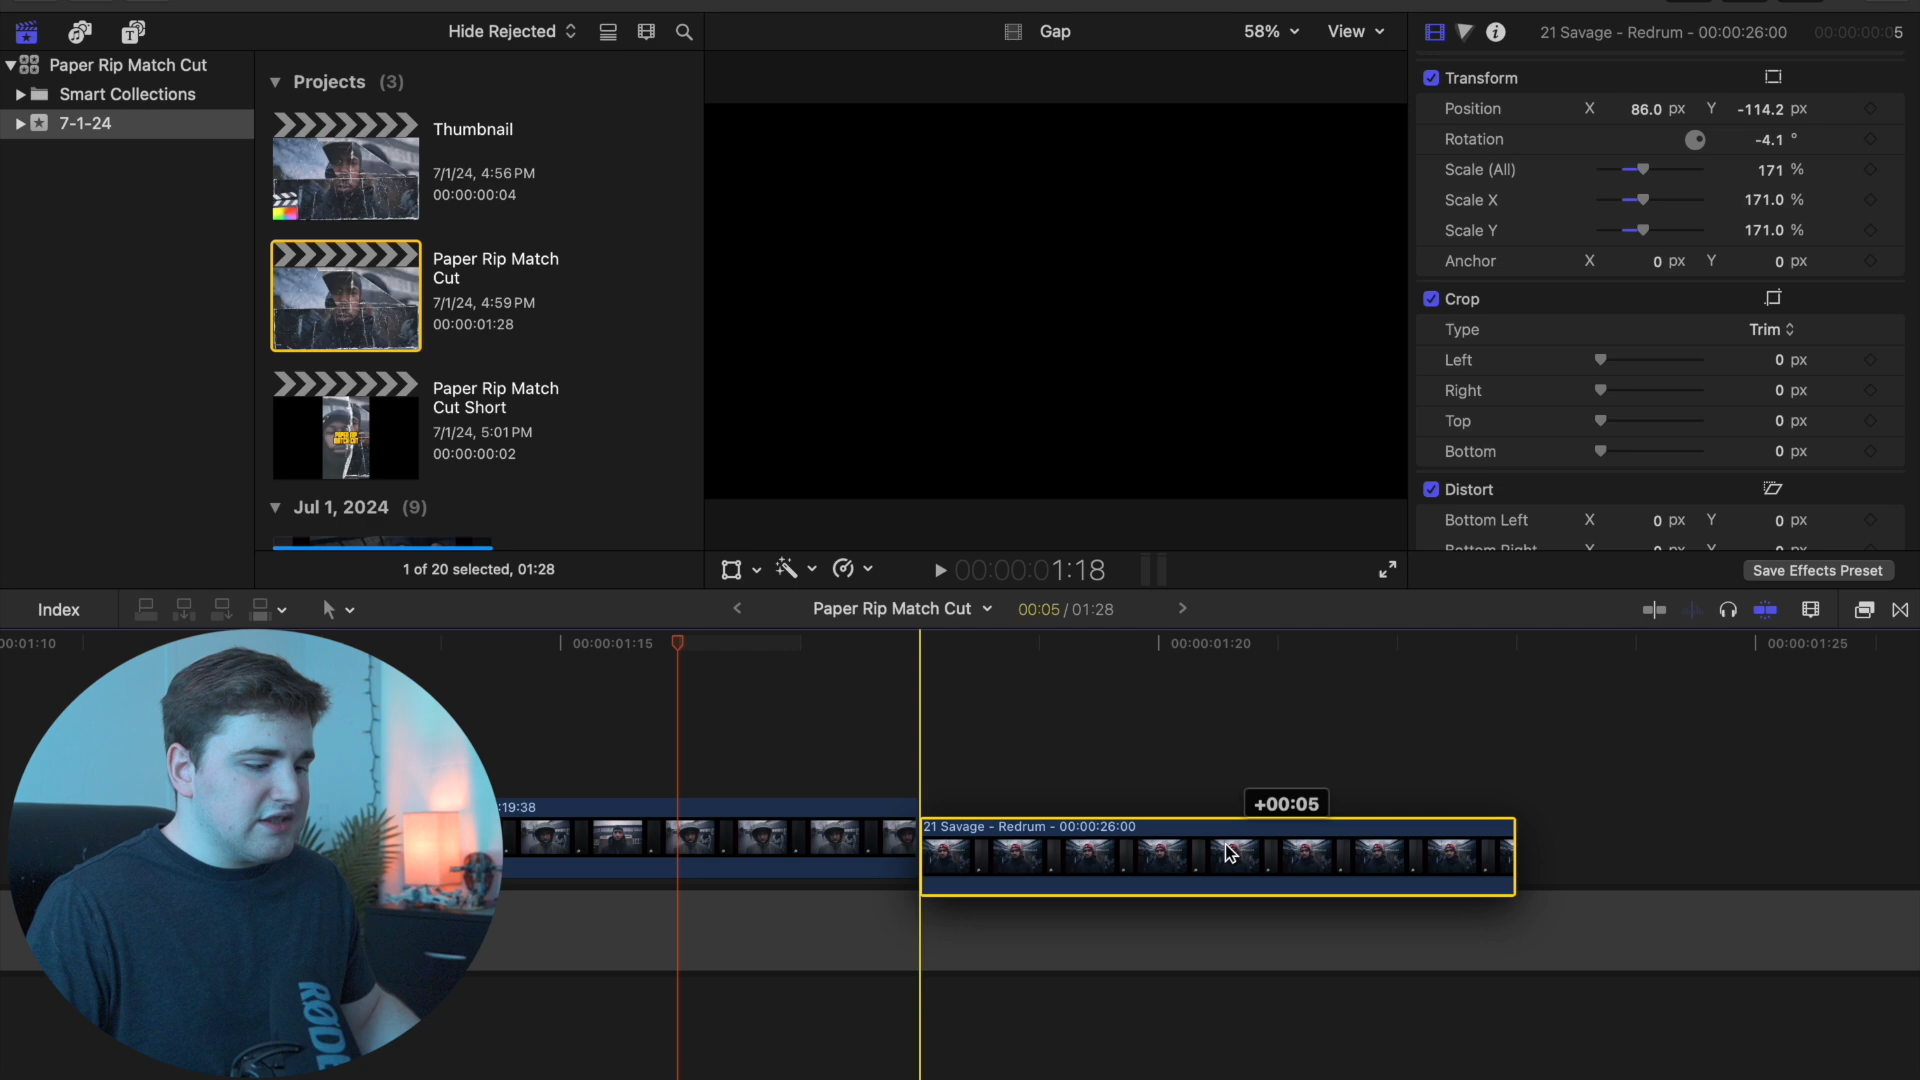 Hide Rejected
Gap
58%
View
21 Savage - Redrum - 00:00:26:00
00:00:00:05
Paper Rip Match Cut
Smart Collections
7-1-24
Projects (3)
Thumbnail
7/1/24, 4:56 PM
00:00:00:04
Paper Rip Match
Cut
7/1/24, 4:59 PM
00:00:01:28
Paper Rip Match
Cut Short
7/1/24, 5:01 PM
00:00:00:02
Jul 1, 2024 (9)
1 of 20 selected, 01:28
Transform
Position X 86.0 px Y -114.2 px
Rotation -4.1 °
Scale (All) 171 %
Scale X 171.0 %
Scale Y 171.0 %
Anchor X 0 px Y 0 px
Crop
Type Trim
Left 0 px
Right 0 px
Top 0 px
Bottom 0 px
Distort
Bottom Left X 0 px Y 0 px
Bottom Right X 0 px Y 0 px
Save Effects Preset
00:00:01:18
Index
Paper Rip Match Cut
00:05 / 01:28
00:01:10
00:00:01:15
00:00:01:20
00:00:01:25
:19:38
+00:05
21 Savage - Redrum - 00:00:26:00
RØDE